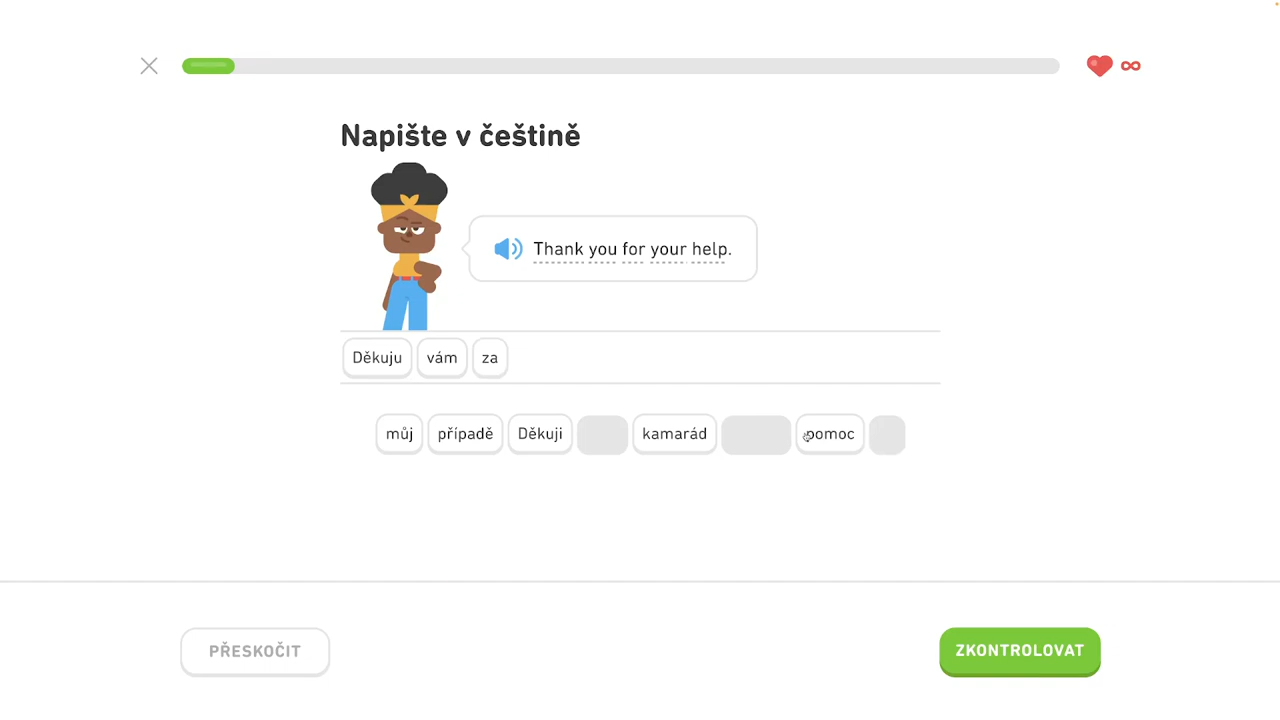 Napište v češtině
Thank you for your help.
Děkuju vám za
můj případě Děkuji kamarád pomoc
PŘESKOČIT
ZKONTROLOVAT